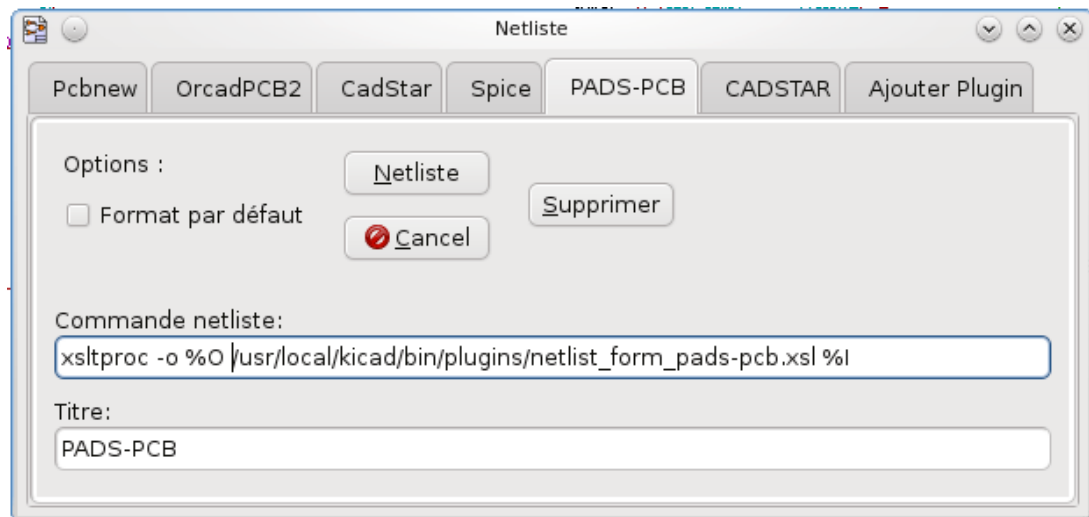 Netliste
Pcbnew OrcadPCB2 CadStar Spice PADS-PCB CADSTAR Ajouter Plugin
Options :
Netliste
Supprimer
Format par défaut
Cancel
Commande netliste:
xsltproc -o %O /usr/local/kicad/bin/plugins/netlist_form_pads-pcb.xsl %I
Titre:
PADS-PCB